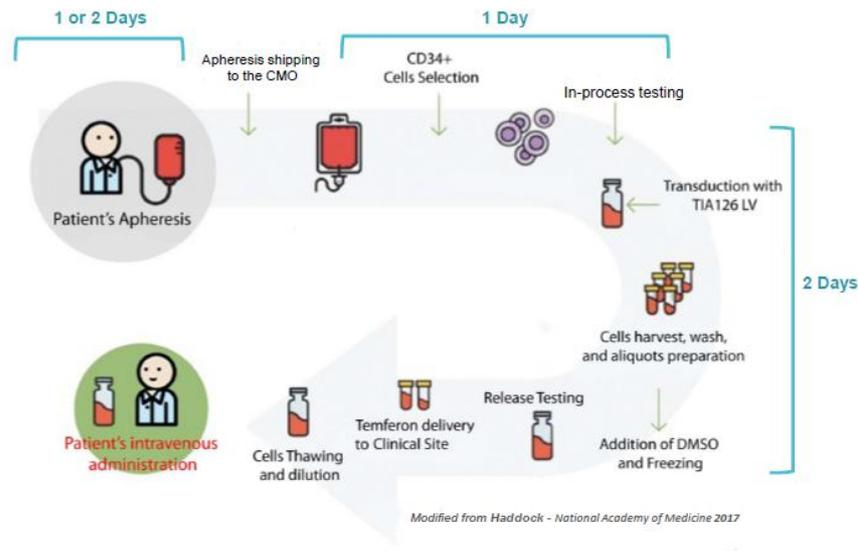 1 or 2 Days
1 Day
Apheresis shipping
to the CMO
CD34+
Cells Selection
In-process testing
Patient's Apheresis
Transduction with
TIA126 LV
2 Days
Cells harvest, wash,
and aliquots preparation
Addition of DMSO
and Freezing
Release Testing
Temferon delivery
to Clinical Site
Cells Thawing
and dilution
Patient's intravenous
administration
Modified from Haddock - National Academy of Medicine 2017